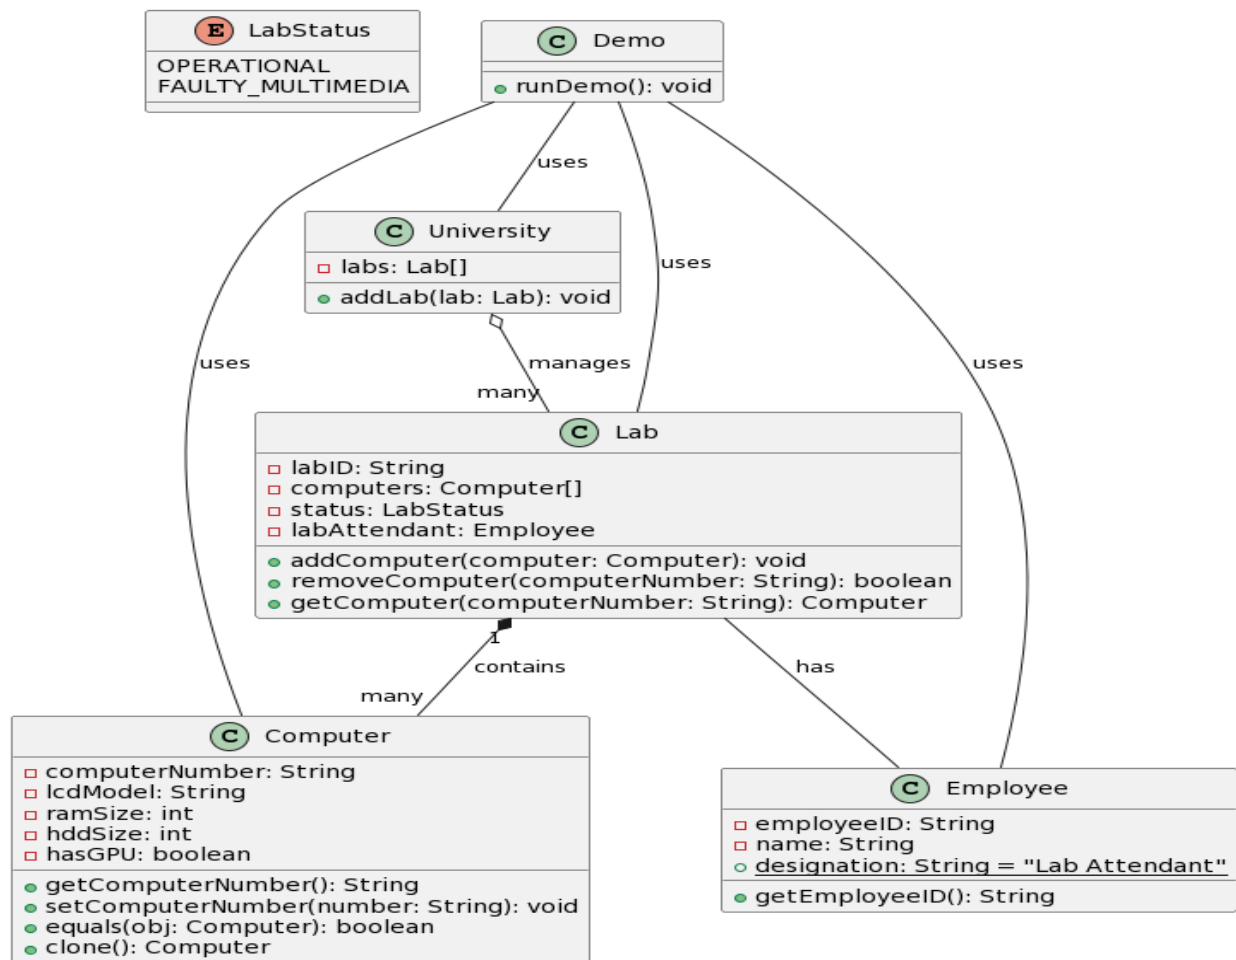 E LabStatus
OPERATIONAL
FAULTY_MULTIMEDIA
C Demo
runDemo(): void
uses
C University
labs: Lab[]
addLab(lab: Lab): void
uses
uses
manages
uses
many
C Lab
labID: String
computers: Computer[]
status: LabStatus
labAttendant: Employee
addComputer(computer: Computer): void
removeComputer(computerNumber: String): boolean
getComputer(computerNumber: String): Computer
1
contains
has
many
C Computer
computerNumber: String
lcdModel: String
ramSize: int
hddSize: int
hasGPU: boolean
getComputerNumber(): String
setComputerNumber(number: String): void
equals(obj: Computer): boolean
clone(): Computer
C Employee
employeeID: String
name: String
designation: String = "Lab Attendant"
getEmployeeID(): String